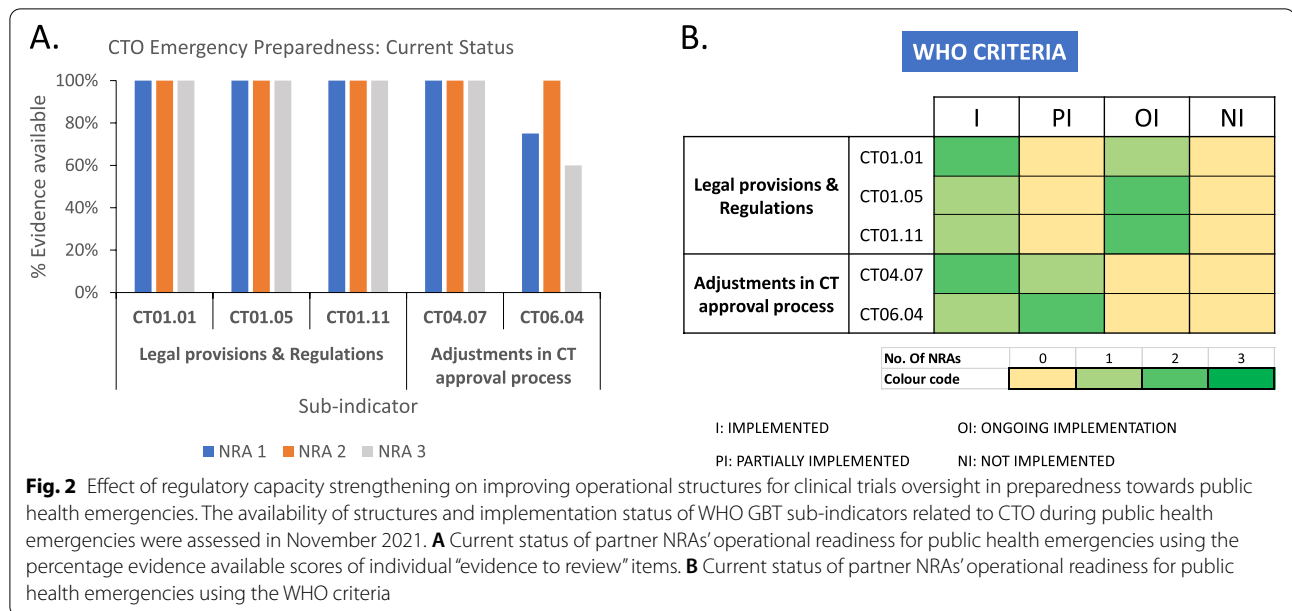 A.
CTO Emergency Preparedness: Current Status
% Evidence available
100%
80%
60%
40%
20%
0%
CT01.01 CT01.05 CT01.11 CT04.07 CT06.04
Legal provisions & Regulations
Adjustments in CT
approval process
Sub-indicator
NRA 1 NRA 2 NRA 3
B.
WHO CRITERIA
I PI OI NI
Legal provisions &
Regulations
CT01.01
CT01.05
CT01.11
Adjustments in CT
approval process
CT04.07
CT06.04
No. Of NRAs 0 1 2 3
Colour code
I: IMPLEMENTED OI: ONGOING IMPLEMENTATION
PI: PARTIALLY IMPLEMENTED NI: NOT IMPLEMENTED
Fig. 2 Effect of regulatory capacity strengthening on improving operational structures for clinical trials oversight in preparedness towards public
health emergencies. The availability of structures and implementation status of WHO GBT sub-indicators related to CTO during public health
emergencies were assessed in November 2021. A Current status of partner NRAs’ operational readiness for public health emergencies using the
percentage evidence available scores of individual “evidence to review” items. B Current status of partner NRAs’ operational readiness for public
health emergencies using the WHO criteria